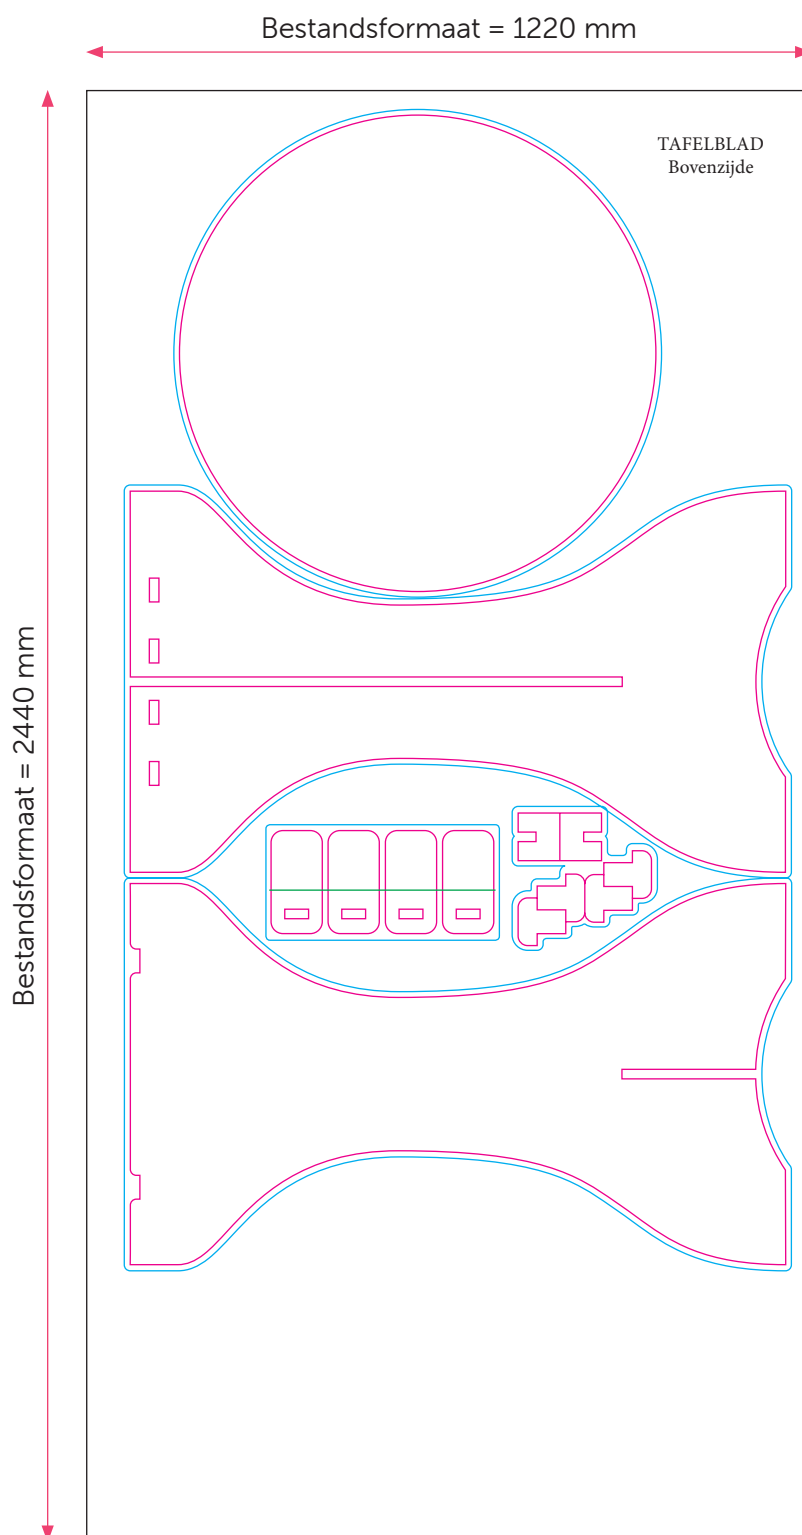 Bestandsformaat = 1220 mm
TAFELBLAD
Bovenzijde
Bestandsformaat = 2440 mm